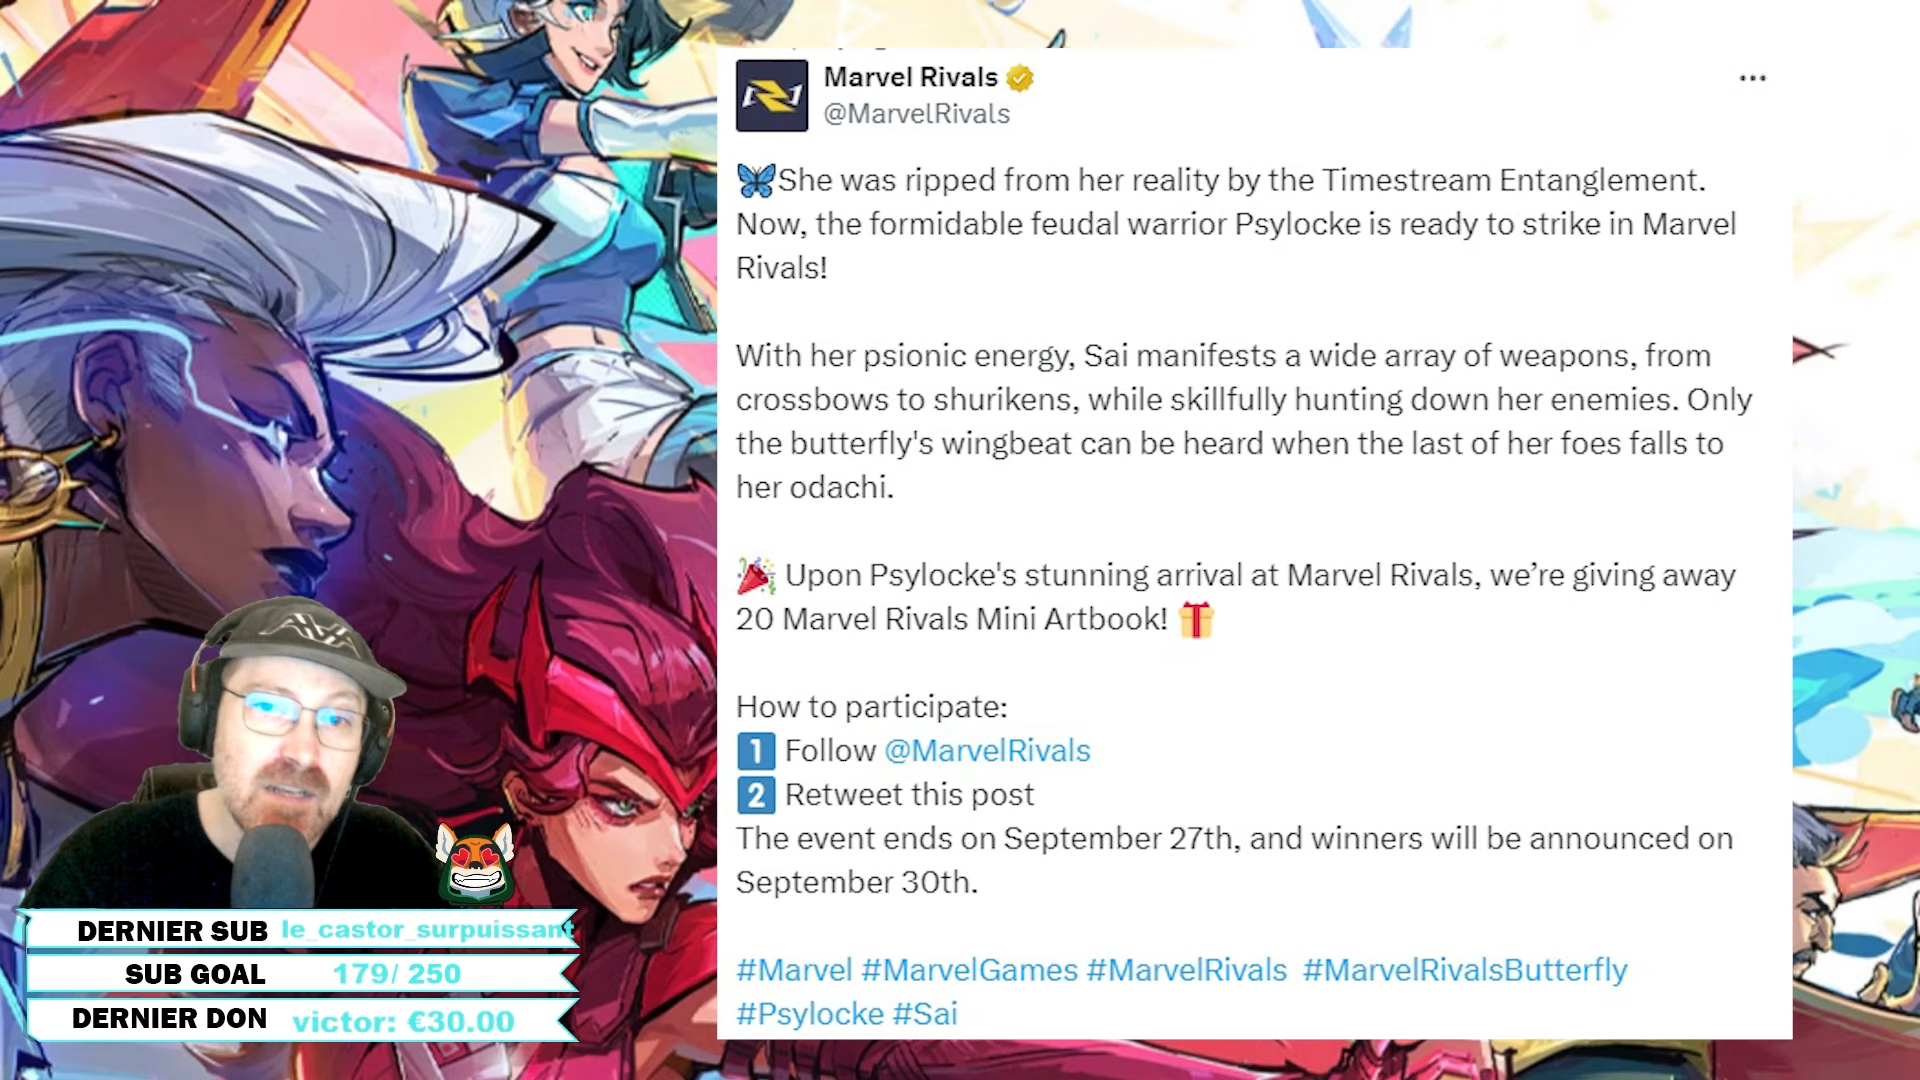 Marvel Rivals
@MarvelRivals
🦋She was ripped from her reality by the Timestream Entanglement.
Now, the formidable feudal warrior Psylocke is ready to strike in Marvel
Rivals!
With her psionic energy, Sai manifests a wide array of weapons, from
crossbows to shurikens, while skillfully hunting down her enemies. Only
the butterfly's wingbeat can be heard when the last of her foes falls to
her odachi.
🎉 Upon Psylocke's stunning arrival at Marvel Rivals, we’re giving away
20 Marvel Rivals Mini Artbook! 🎁
How to participate:
1️⃣ Follow @MarvelRivals
2️⃣ Retweet this post
The event ends on September 27th, and winners will be announced on
September 30th.
#Marvel #MarvelGames #MarvelRivals #MarvelRivalsButterfly
#Psylocke #Sai
DERNIER SUB le_castor_surpuissant
SUB GOAL 179/ 250
DERNIER DON victor: €30.00